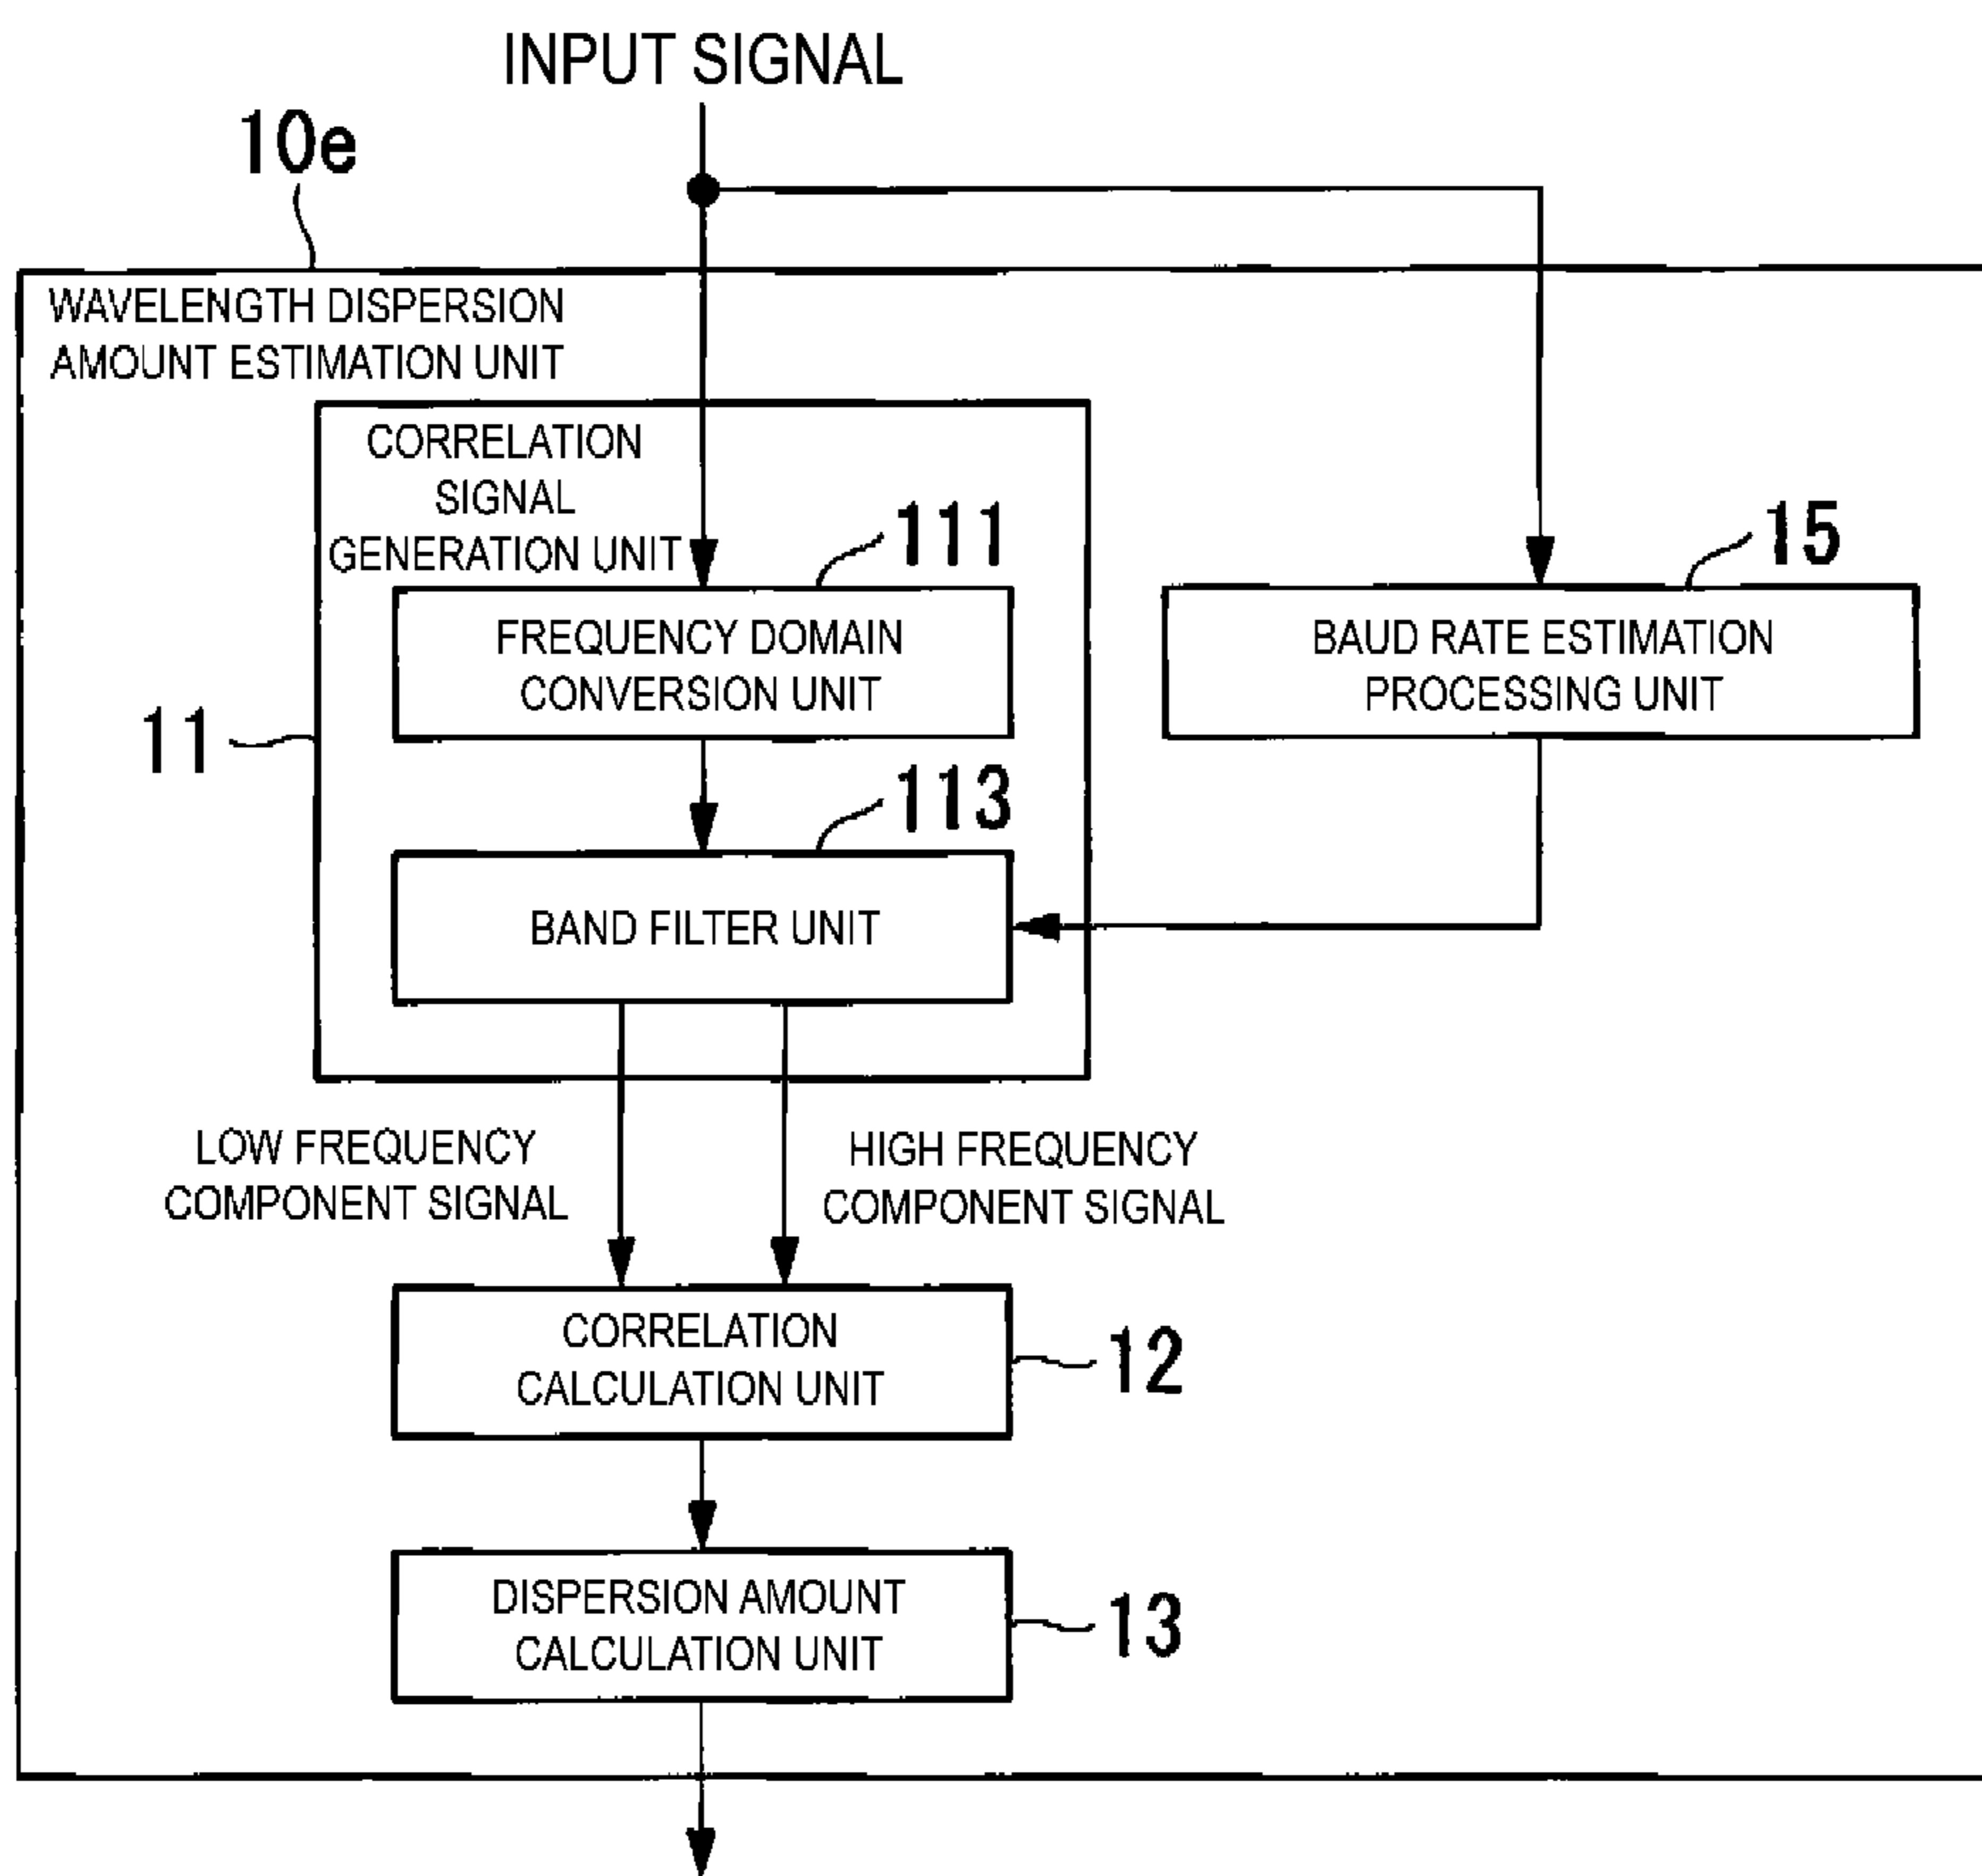 INPUT SIGNAL
10e
WAVELENGTH DISPERSION
AMOUNT ESTIMATION UNIT
CORRELATION
SIGNAL
GENERATION UNIT
111
15
FREQUENCY DOMAIN
CONVERSION UNIT
BAUD RATE ESTIMATION
PROCESSING UNIT
11
113
BAND FILTER UNIT
LOW FREQUENCY
COMPONENT SIGNAL
HIGH FREQUENCY
COMPONENT SIGNAL
CORRELATION
CALCULATION UNIT
12
DISPERSION AMOUNT
CALCULATION UNIT
13